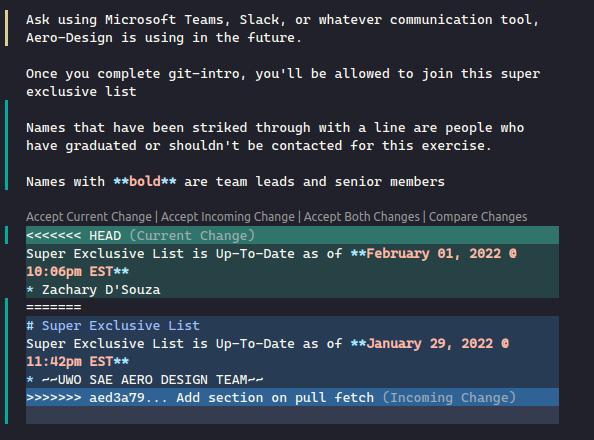 Ask using Microsoft Teams, Slack, or whatever communication tool,
Aero-Design is using in the future.
Once you complete git-intro, you'll be allowed to join this super
exclusive list
Names that have been striked through with a line are people who
have graduated or shouldn't be contacted for this exercise.
Names with **bold** are team leads and senior members
Accept Current Change | Accept Incoming Change | Accept Both Changes | Compare Changes
<<<<<<< HEAD (Current Change)
Super Exclusive List is Up-To-Date as of **February 01, 2022 @
10:06pm EST**
* Zachary D'Souza
=======
# Super Exclusive List
Super Exclusive List is Up-To-Date as of **January 29, 2022 @
11:42pm EST**
* ~~UWO SAE AERO DESIGN TEAM~~
>>>>>>> aed3a79... Add section on pull fetch (Incoming Change)